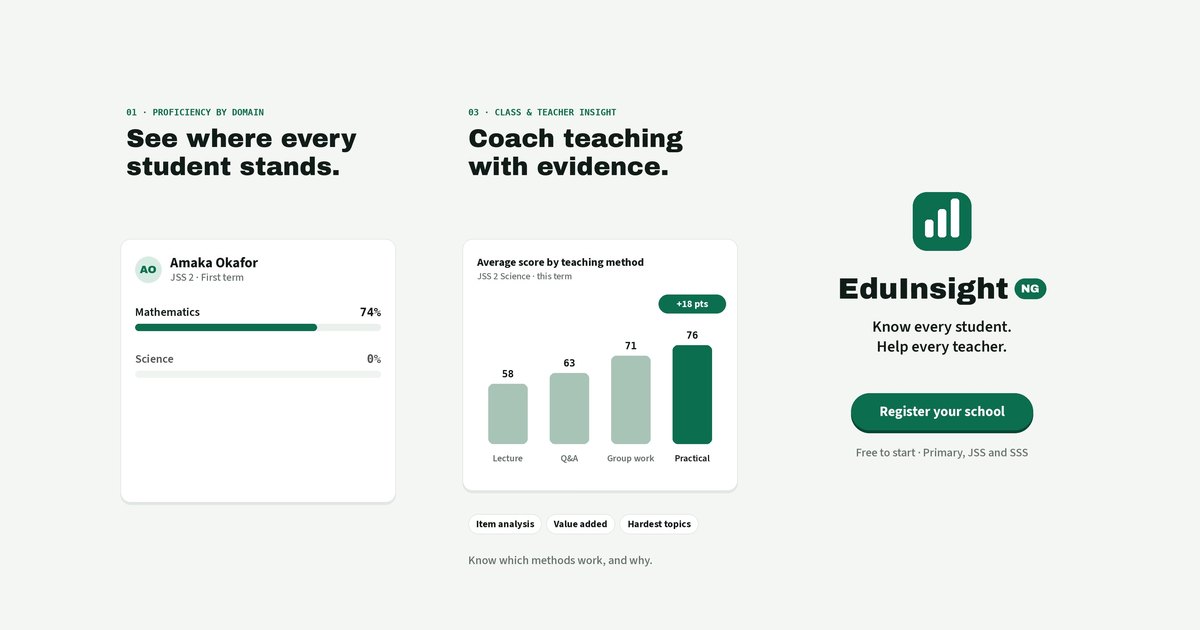 01 · PROFICIENCY BY DOMAIN
See where every
student stands.
AO
Amaka Okafor
JSS 2 · First term
Mathematics 74%
Science 0%
03 · CLASS & TEACHER INSIGHT
Coach teaching
with evidence.
Average score by teaching method
JSS 2 Science · this term
+18 pts
58 63 71 76
Lecture Q&A Group work Practical
Item analysis Value added Hardest topics
Know which methods work, and why.
EduInsight NG
Know every student.
Help every teacher.
Register your school
Free to start · Primary, JSS and SSS